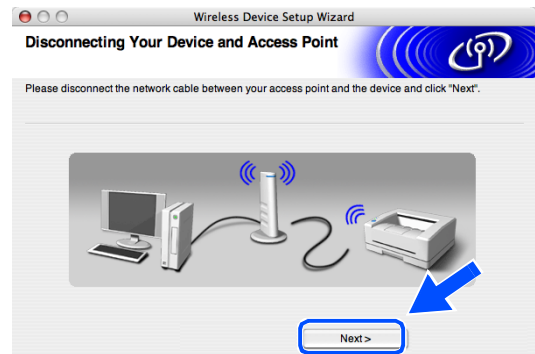 Wireless Device Setup Wizard
Disconnecting Your Device and Access Point
Please disconnect the network cable between your access point and the device and click "Next".
Next >